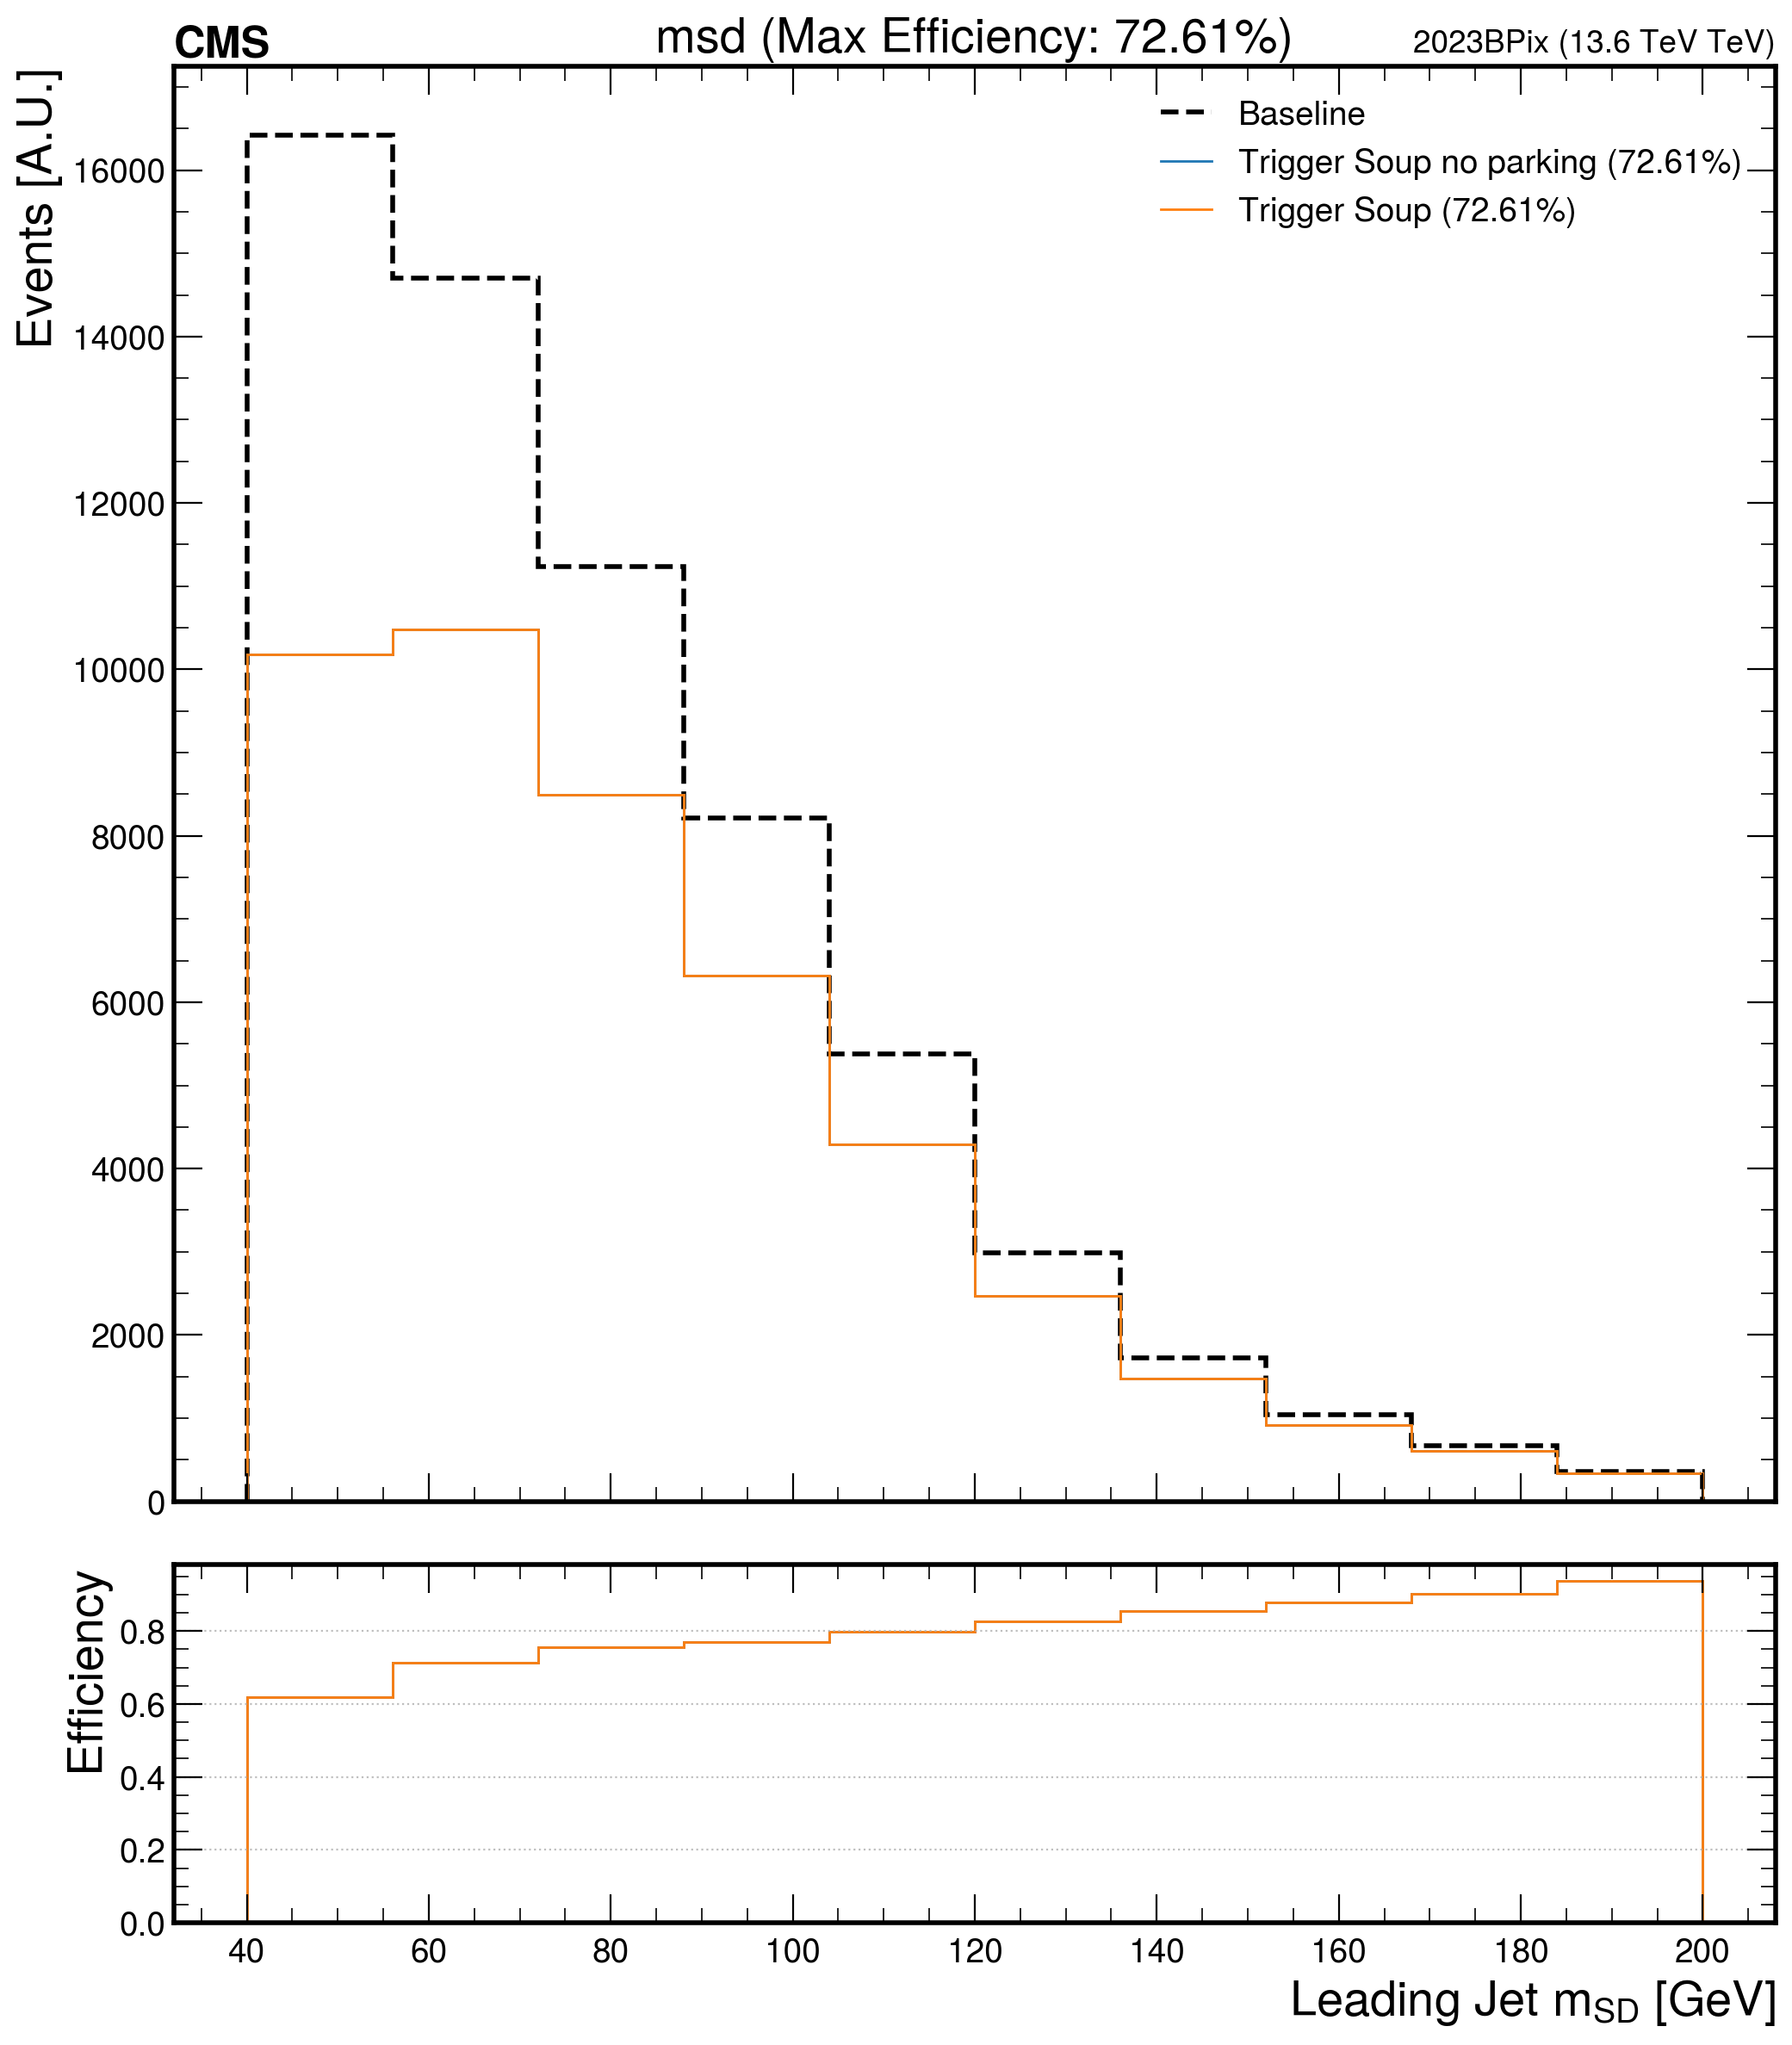 CMS
msd (Max Efficiency: 72.61%)
2023BPix (13.6 TeV TeV)
Events [A.U.]
Baseline
Trigger Soup no parking (72.61%)
Trigger Soup (72.61%)
16000
14000
12000
10000
8000
6000
4000
2000
0
Efficiency
0.8
0.6
0.4
0.2
0.0
40 60 80 100 120 140 160 180 200
Leading Jet mSD [GeV]